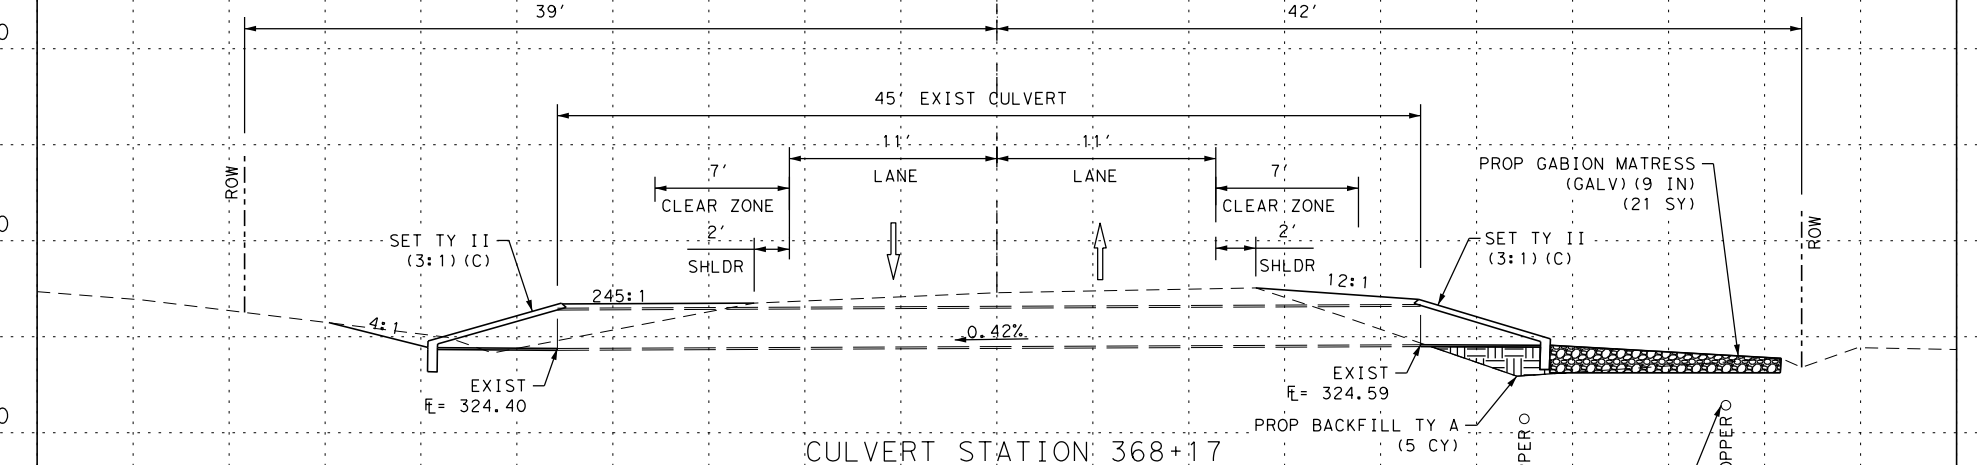 39'
42'
45' EXIST CULVERT
11'
11'
LANE
LANE
7'
7'
CLEAR ZONE
CLEAR ZONE
PROP GABION MATRESS
(GALV) (9 IN)
(21 SY)
ROW
ROW
2'
SHLDR
2'
SHLDR
SET TY II
(3:1) (C)
SET TY II
(3:1) (C)
245:1
12:1
4:1
0.42%
EXIST
FL= 324.40
EXIST
FL= 324.59
PROP BACKFILL TY A
(5 CY)
CULVERT STATION 368+17
0
0
0